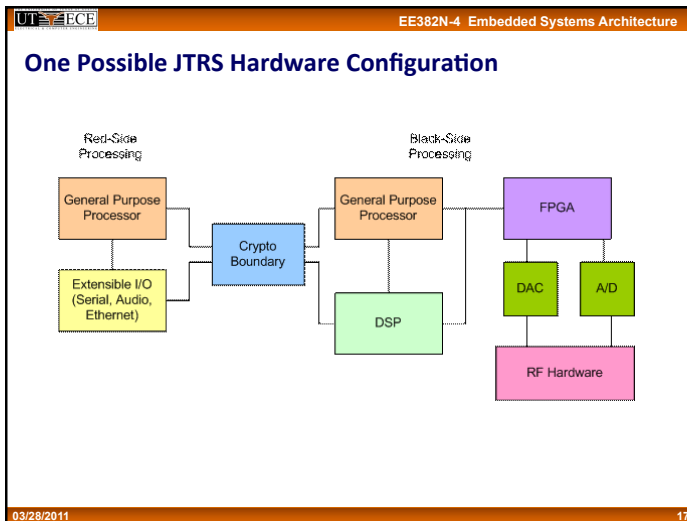 UT ECE
EE382N-4 Embedded Systems Architecture
One Possible JTRS Hardware Configuration
Red-Side
Processing
Black-Side
Processing
General Purpose
Processor
General Purpose
Processor
FPGA
Crypto
Boundary
Extensible I/O
(Serial, Audio,
Ethernet)
DSP
DAC
A/D
RF Hardware
03/28/2011
17